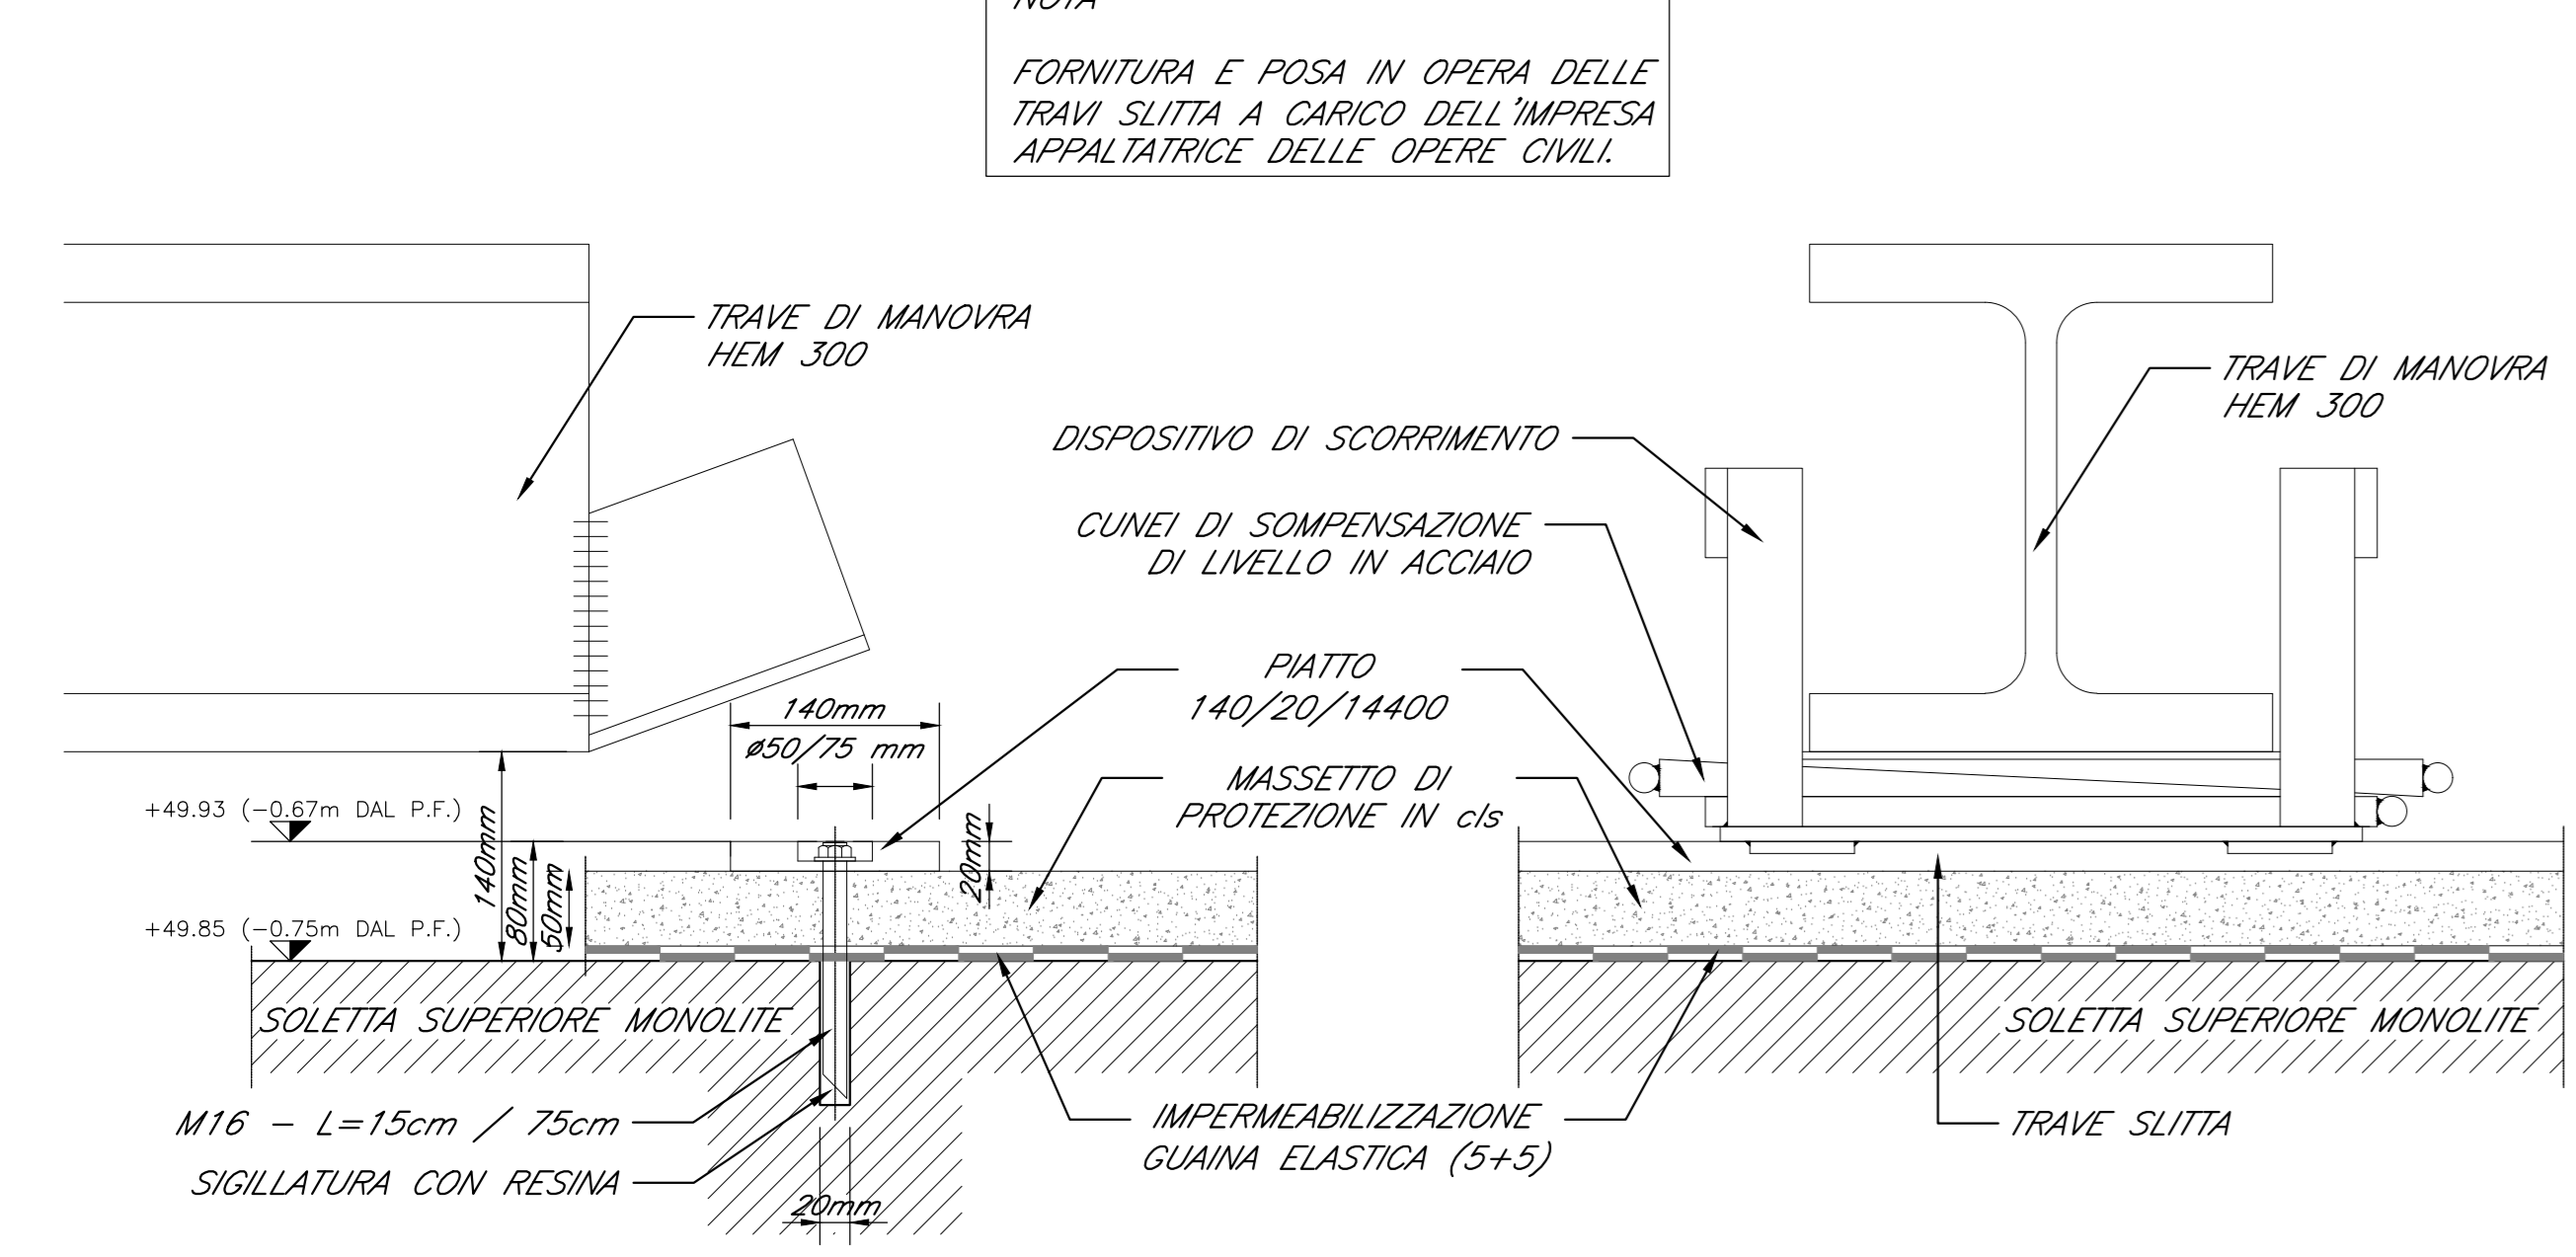 NOTA
FORNITURA E POSA IN OPERA DELLE
TRAVI SLITTA A CARICO DELL'IMPRESA
APPALTATRICE DELLE OPERE CIVILI.
TRAVE DI MANOVRA
HEM 300
TRAVE DI MANOVRA
HEM 300
DISPOSITIVO DI SCORRIMENTO
CUNEI DI SOMPENSAZIONE
DI LIVELLO IN ACCIAIO
PIATTO
140/20/14400
140mm
ø50/75 mm
MASSETTO DI
PROTEZIONE IN cls
+49.93 (-0.67m DAL P.F.)
140mm
80mm
50mm
20mm
+49.85 (-0.75m DAL P.F.)
SOLETTA SUPERIORE MONOLITE
SOLETTA SUPERIORE MONOLITE
M16 - L=15cm / 75cm
SIGILLATURA CON RESINA
IMPERMEABILIZZAZIONE
GUAINA ELASTICA (5+5)
TRAVE SLITTA
20mm